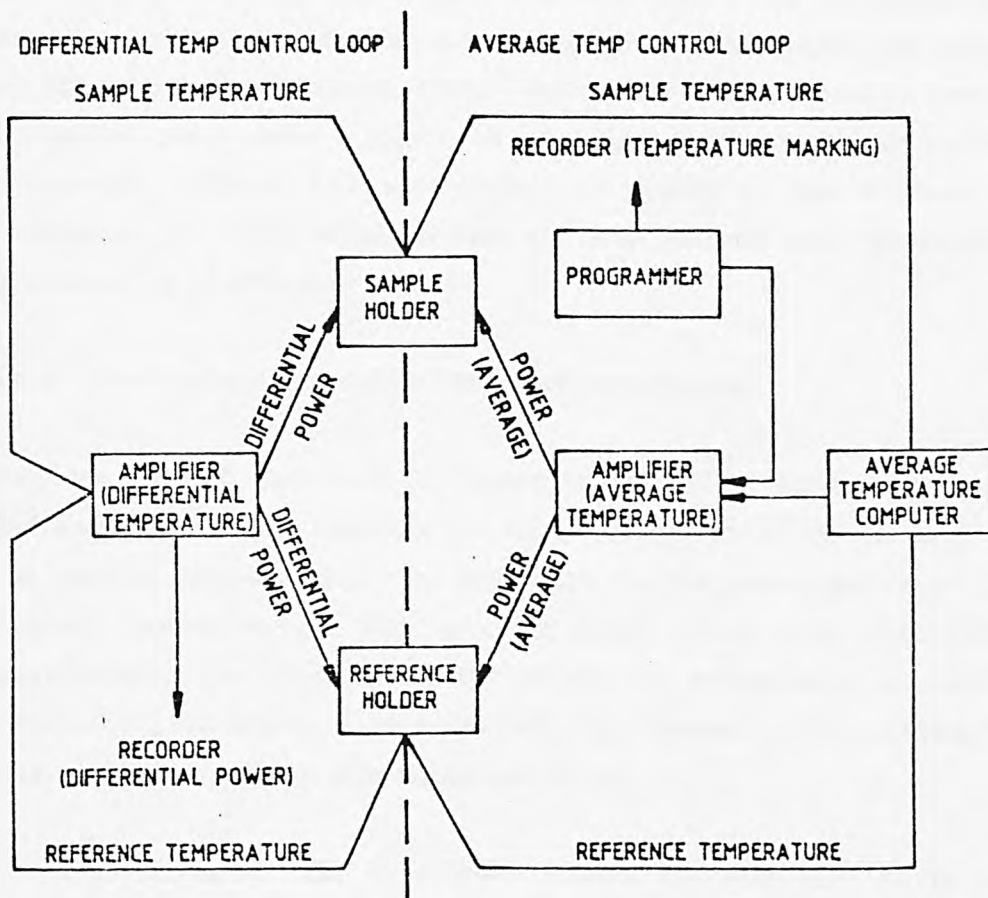 DIFFERENTIAL TEMP CONTROL LOOP
AVERAGE TEMP CONTROL LOOP
SAMPLE TEMPERATURE
SAMPLE TEMPERATURE
RECORDER (TEMPERATURE MARKING)
SAMPLE
HOLDER
PROGRAMMER
DIFFERENTIAL
POWER
POWER
(AVERAGE)
AMPLIFIER
(DIFFERENTIAL
TEMPERATURE)
AMPLIFIER
(AVERAGE
TEMPERATURE)
AVERAGE
TEMPERATURE
COMPUTER
DIFFERENTIAL
POWER
POWER
(AVERAGE)
REFERENCE
HOLDER
RECORDER
(DIFFERENTIAL POWER)
REFERENCE TEMPERATURE
REFERENCE TEMPERATURE